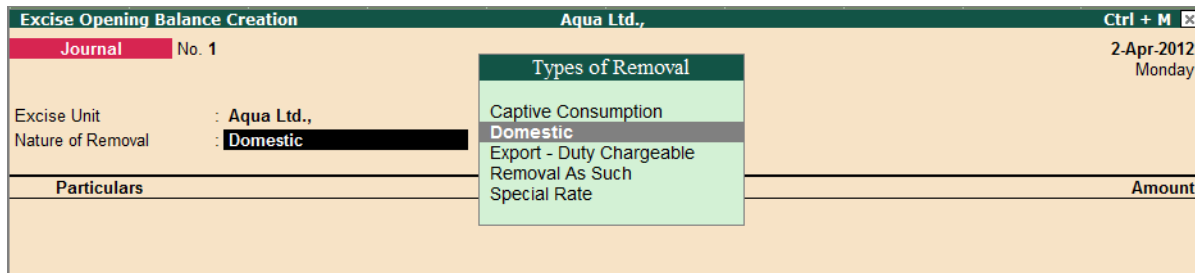 Excise Opening Balance Creation Aqua Ltd., Ctrl + M
Journal No. 1 2-Apr-2012
Monday
Types of Removal
Excise Unit : Aqua Ltd.,
Nature of Removal : Domestic
Captive Consumption
Domestic
Export - Duty Chargeable
Removal As Such
Special Rate
Particulars Amount